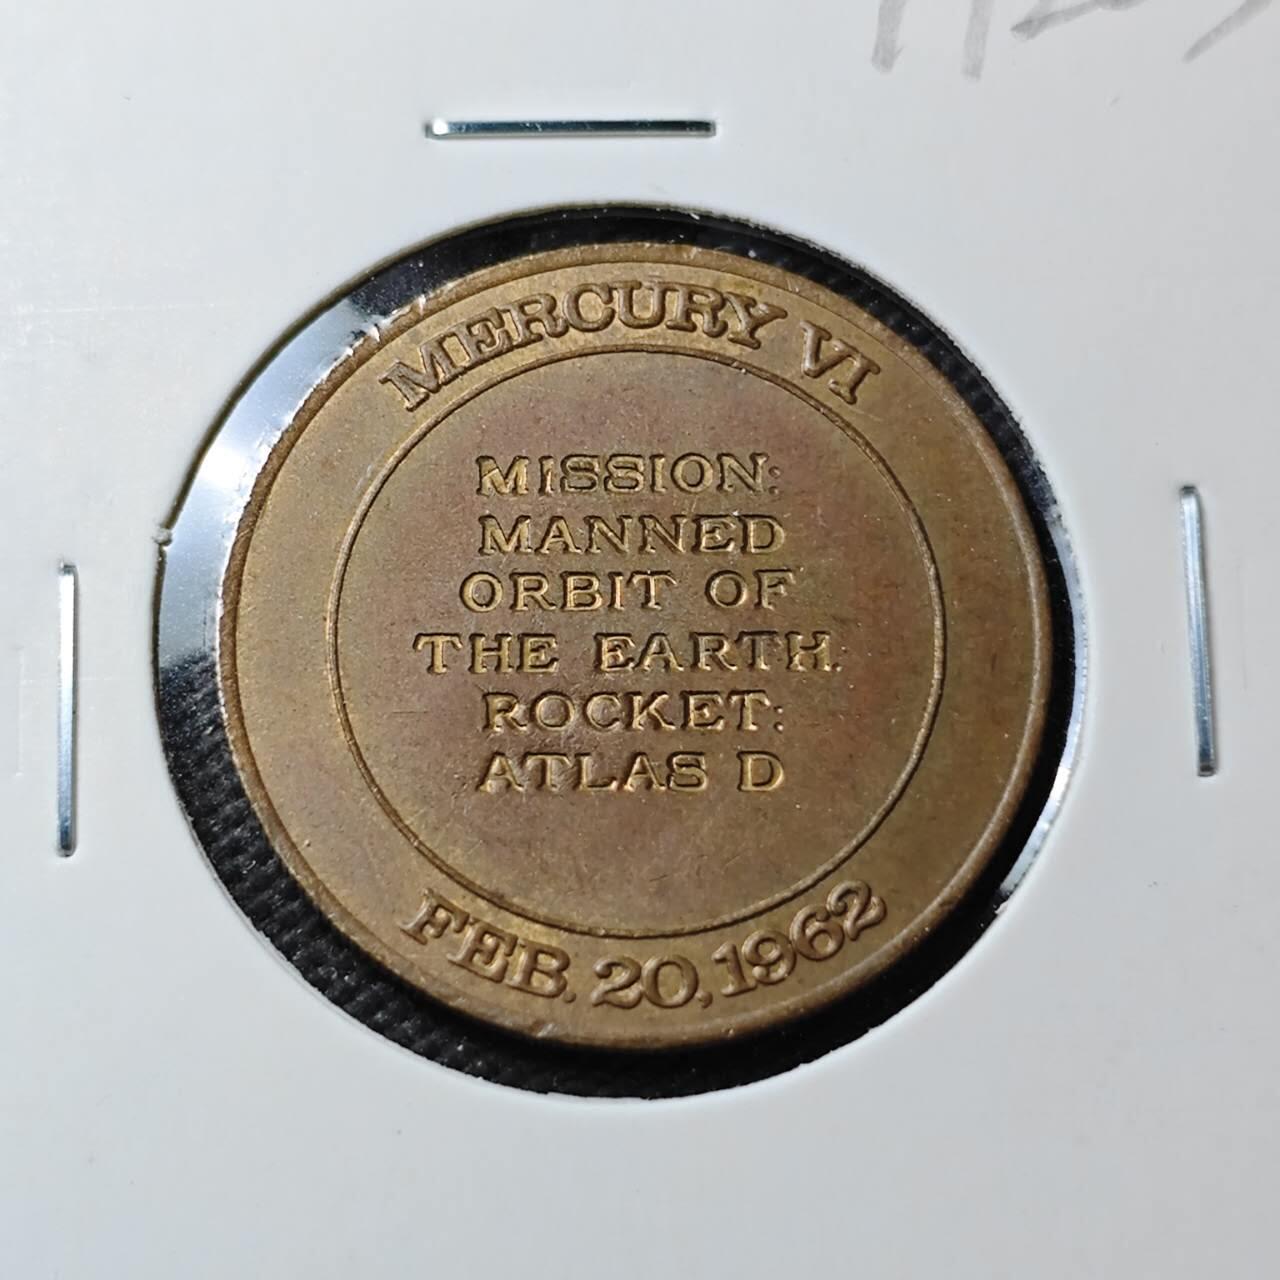 MERCURY VI
MISSION:
MANNED
ORBIT OF
THE EARTH.
ROCKET:
ATLAS D
FEB. 20, 1962